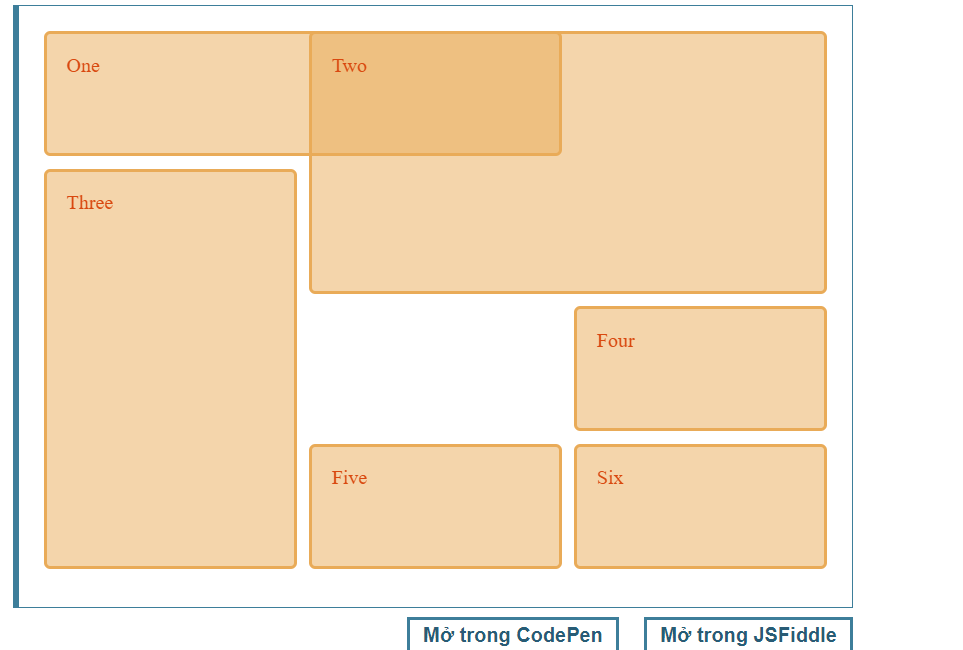 One
Two
Three
Four
Five
Six
Mở trong CodePen
Mở trong JSFiddle